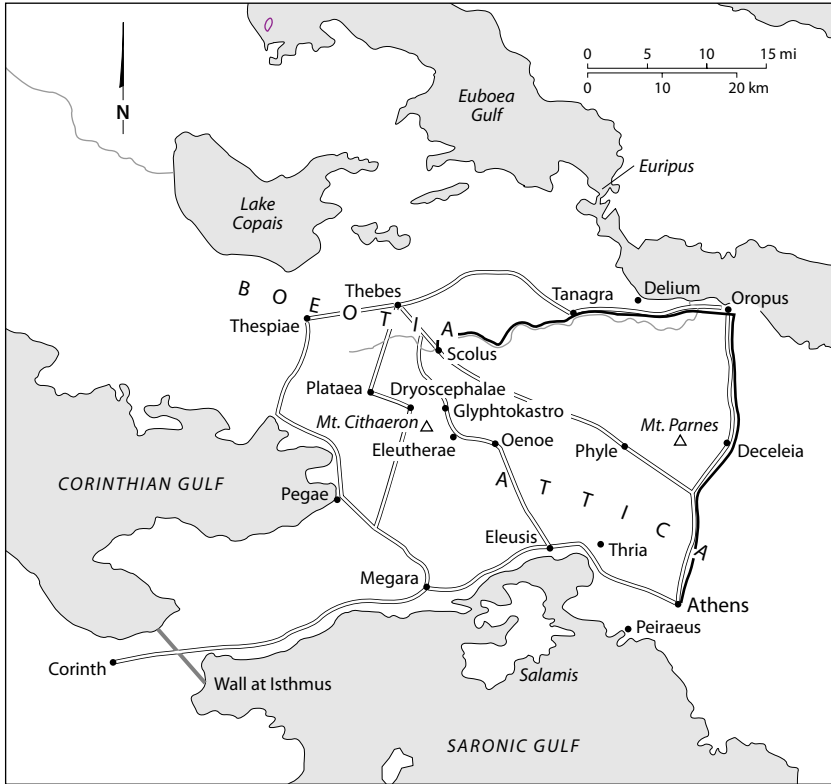 0 5 10 15 mi
0 10 20 km
N
Euboea
Gulf
Euripus
Lake
Copais
BOEOTIA
Thebes
Tanagra
Delium
Oropus
Thespiae
Scolus
Plataea
Dryoscephalae
Mt. Cithaeron
Glyphtokastro
Eleutherae
Oenoe
Phyle
Mt. Parnes
Deceleia
CORINTHIAN GULF
ATTICA
Pegae
Eleusis
Thria
Megara
Athens
Peiraeus
Corinth
Wall at Isthmus
Salamis
SARONIC GULF